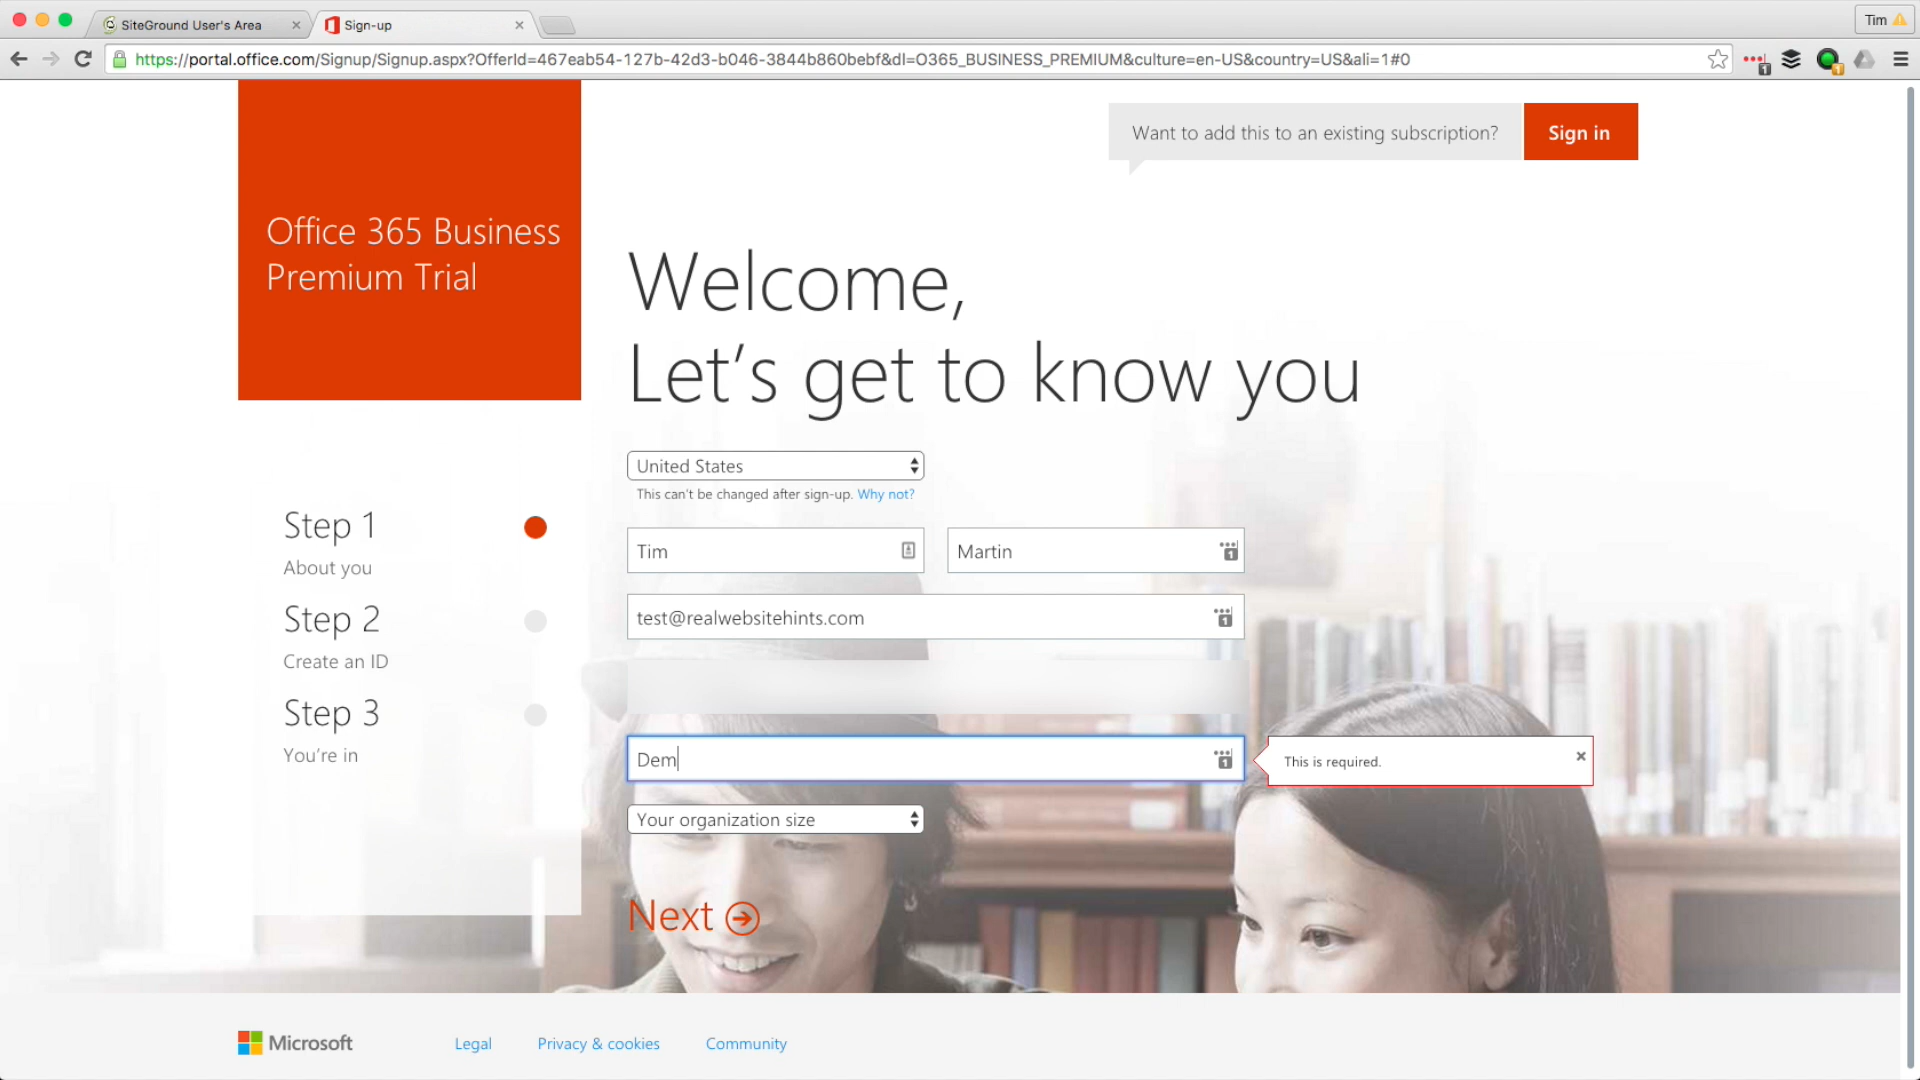 SiteGround User's Area
Sign-up
Tim
https://portal.office.com/Signup/Signup.aspx?OfferId=467eab54-127b-42d3-b046-3844b860bebf&dl=O365_BUSINESS_PREMIUM&culture=en-US&country=US&ali=1#0
Want to add this to an existing subscription?
Sign in
Office 365 Business
Premium Trial
Welcome,
Let's get to know you
United States
This can't be changed after sign-up. Why not?
Step 1
About you
Step 2
Create an ID
Step 3
You're in
Tim
Martin
test@realwebsitehints.com
Dem
This is required.
Your organization size
Next
Microsoft
Legal
Privacy & cookies
Community